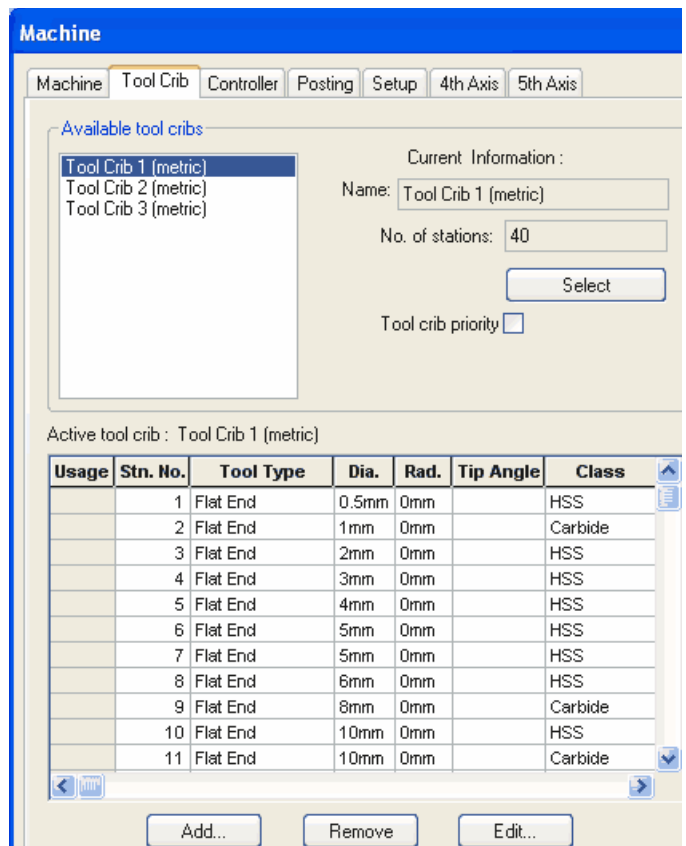 Machine
Machine Tool Crib Controller Posting Setup 4th Axis 5th Axis
Available tool cribs
Tool Crib 1 (metric)
Tool Crib 2 (metric)
Tool Crib 3 (metric)
Current Information :
Name: Tool Crib 1 (metric)
No. of stations: 40
Select
Tool crib priority
Active tool crib : Tool Crib 1 (metric)
Usage Stn. No. Tool Type Dia. Rad. Tip Angle Class
1 Flat End 0.5mm 0mm HSS
2 Flat End 1mm 0mm Carbide
3 Flat End 2mm 0mm HSS
4 Flat End 3mm 0mm HSS
5 Flat End 4mm 0mm HSS
6 Flat End 5mm 0mm HSS
7 Flat End 5mm 0mm HSS
8 Flat End 6mm 0mm HSS
9 Flat End 8mm 0mm Carbide
10 Flat End 10mm 0mm HSS
11 Flat End 10mm 0mm Carbide
Add... Remove Edit...